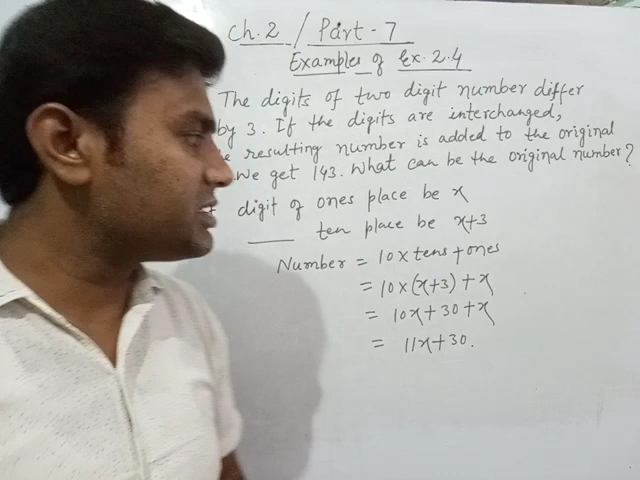 Ch. 2 / Part - 7
Examples of Ex. 2.4
The digits of two digit number differ
by 3. If the digits are interchanged,
resulting number is added to the original
We get 143. What can be the original number?
digit of ones place be x
ten place be x+3
Number = 10 x tens + ones
= 10 x (x+3) + x
= 10x + 30 + x
= 11x + 30.